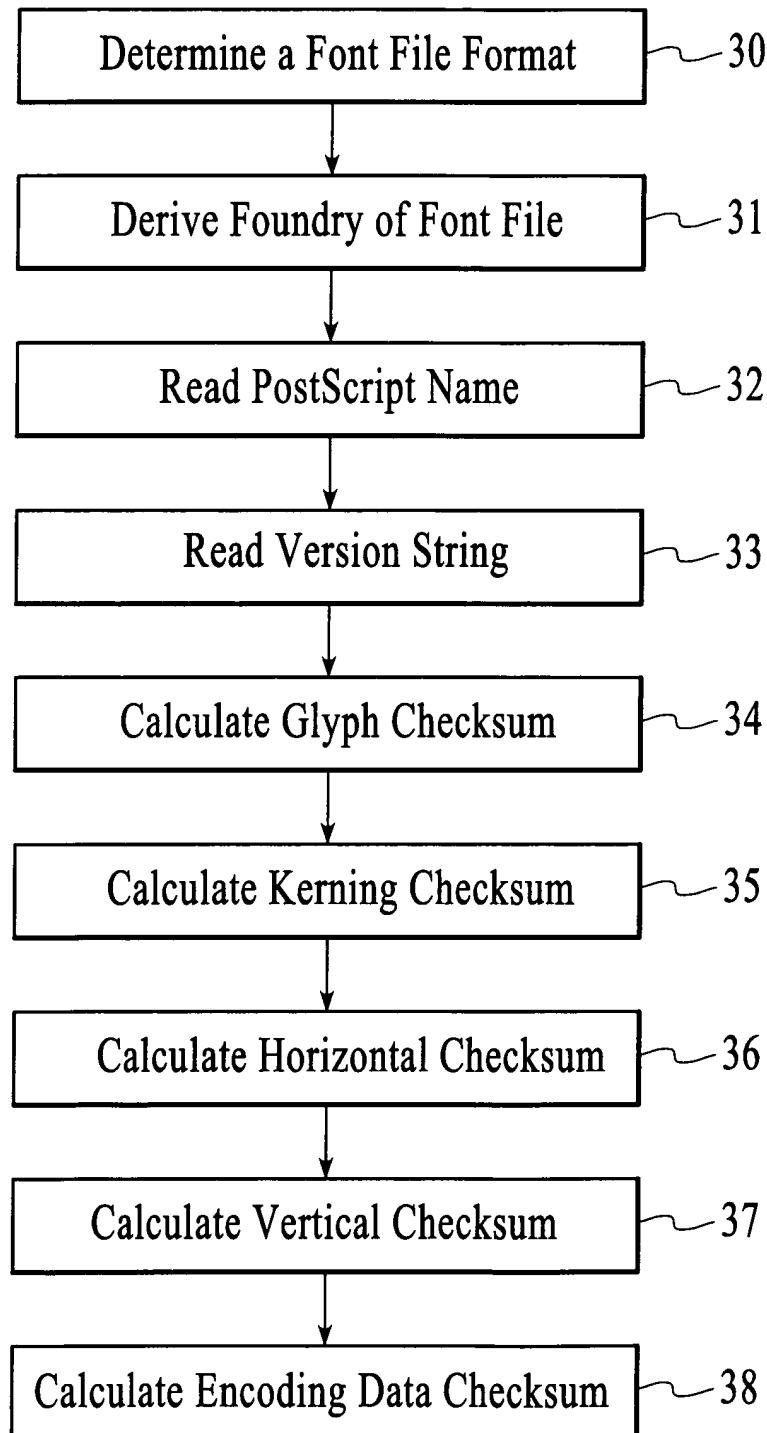 Determine a Font File Format 30
Derive Foundry of Font File 31
Read PostScript Name 32
Read Version String 33
Calculate Glyph Checksum 34
Calculate Kerning Checksum 35
Calculate Horizontal Checksum 36
Calculate Vertical Checksum 37
Calculate Encoding Data Checksum 38